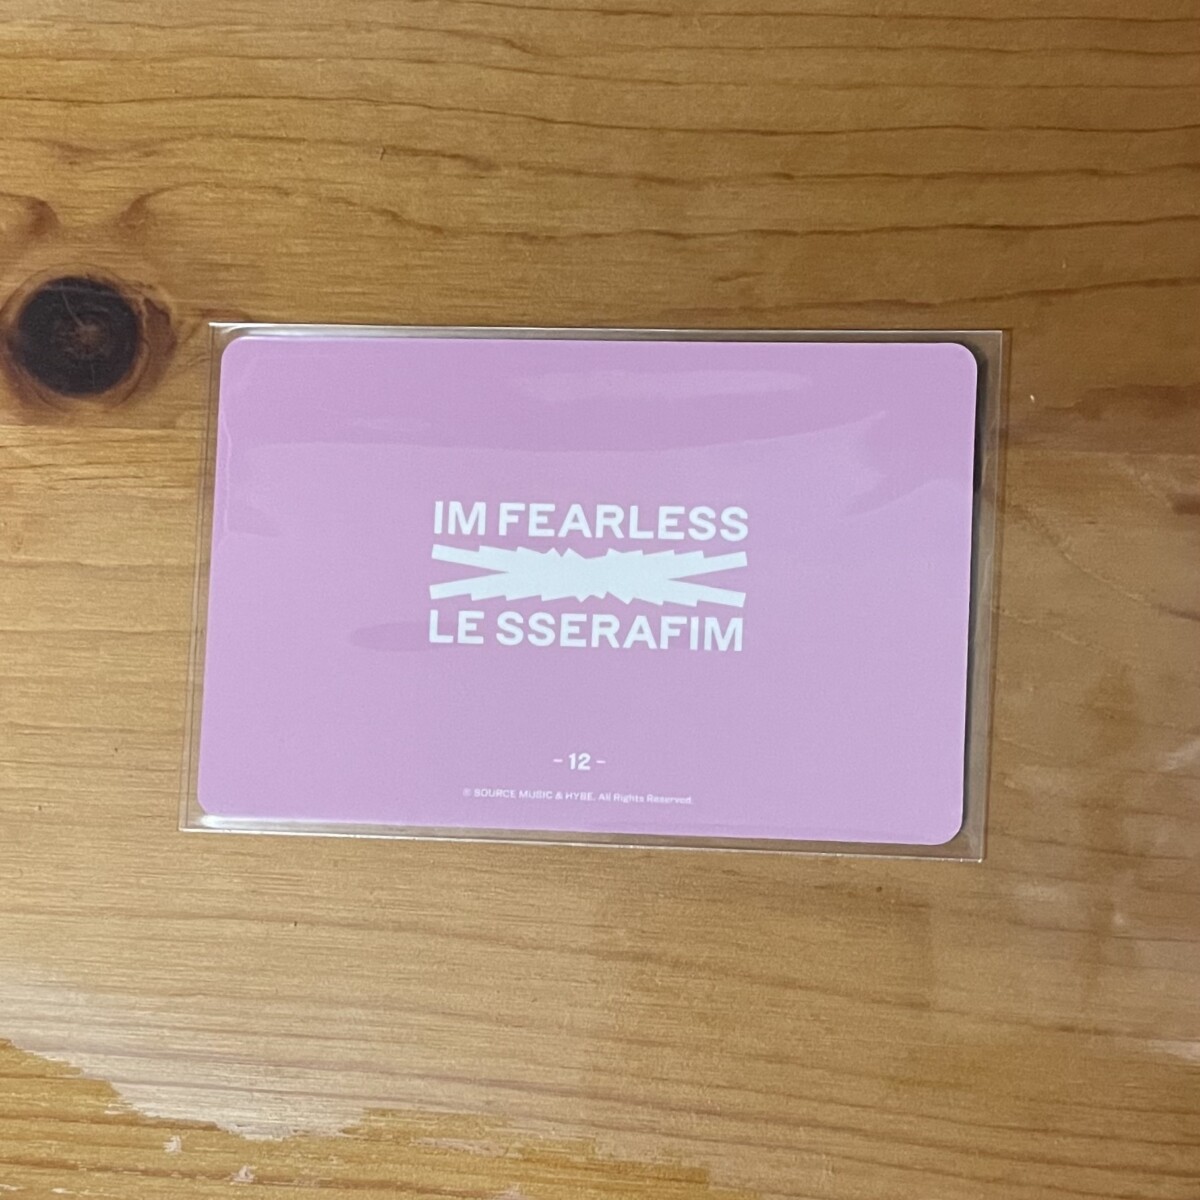 IM FEARLESS
LE SSERAFIM
- 12 -
© SOURCE MUSIC & HYBE. All Rights Reserved.